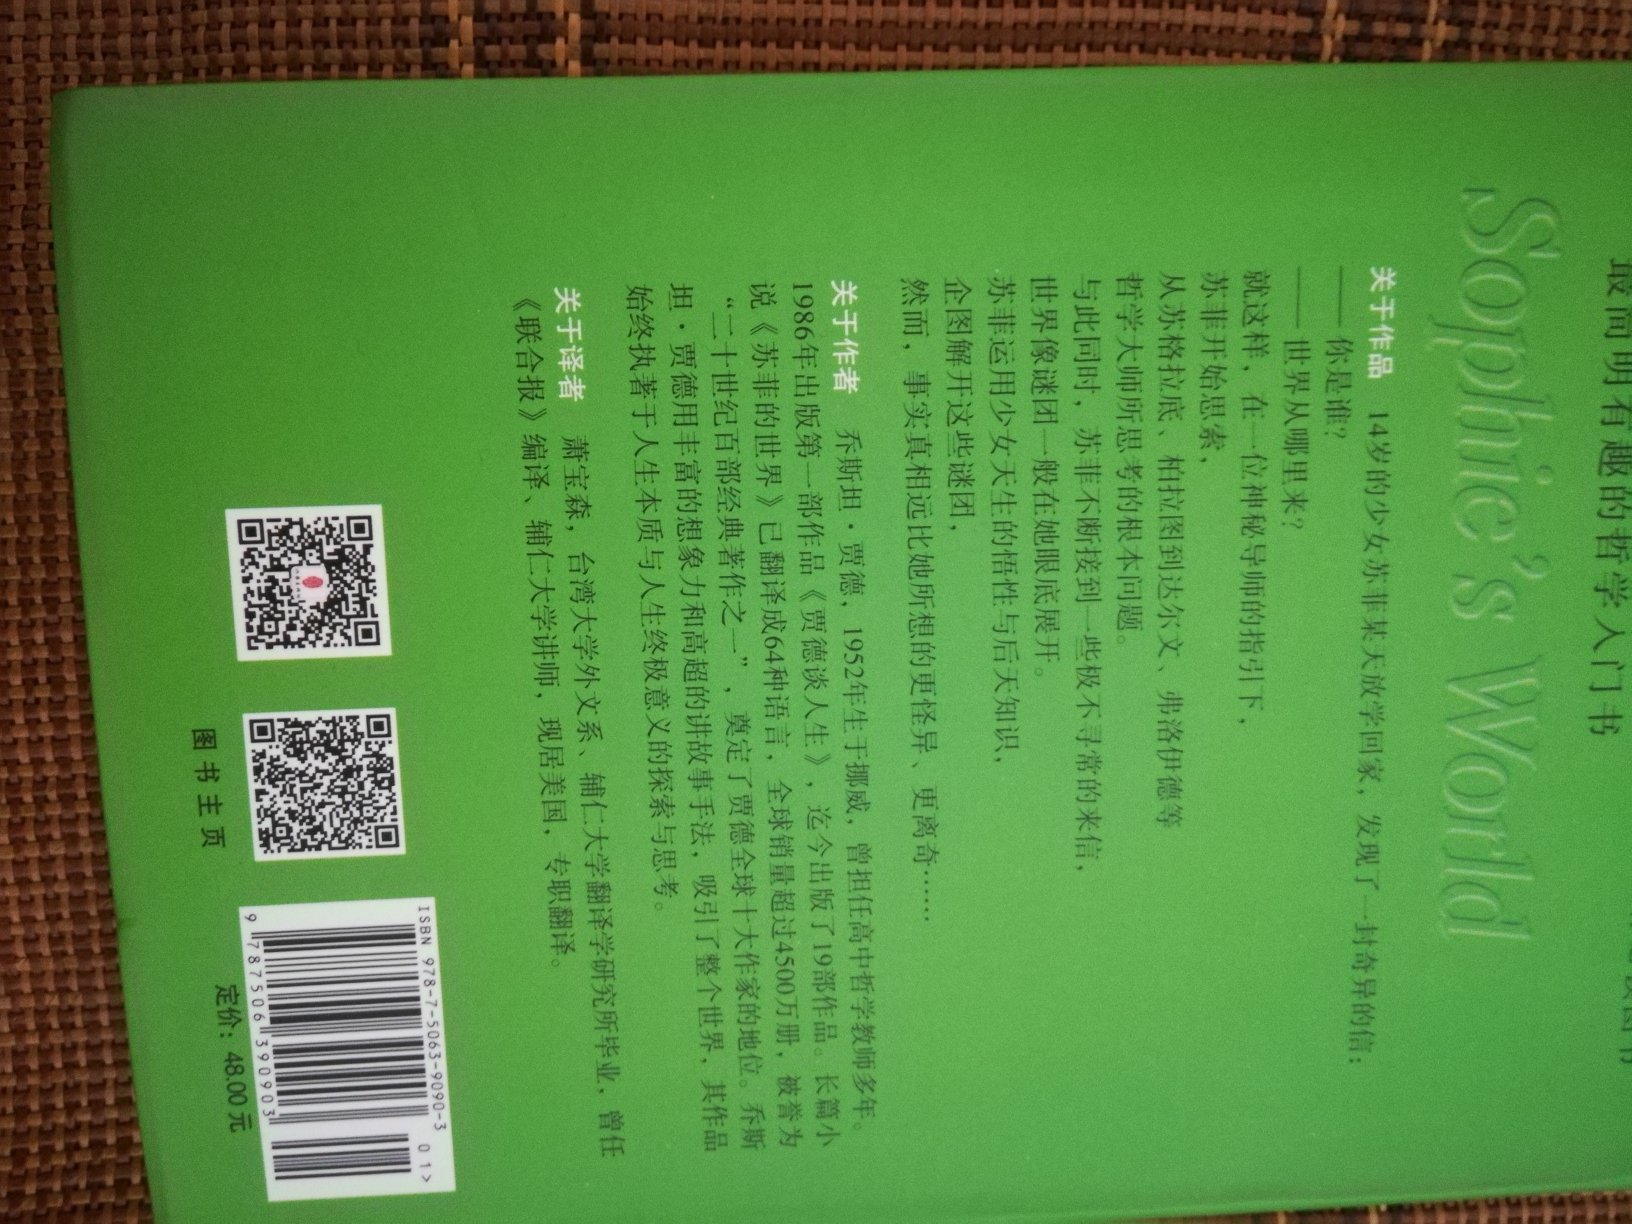 最简明有趣的哲学入门书
Sophie's World
关于作品 14岁的少女苏菲某天放学回家，发现了一封奇异的信：
—— 你是谁？
—— 世界从哪里来？
就这样，在一位神秘导师的指引下，
苏菲开始思索，
从苏格拉底、柏拉图到达尔文、弗洛伊德等
哲学大师所思考的根本问题。
与此同时，苏菲不断接到一些极不寻常的来信，
世界像谜团一般在她眼底展开。
苏菲运用少女天生的悟性与后天知识，
企图解开这些谜团，
然而，事实真相远比她所想的更怪异、更离奇……
关于作者 乔斯坦·贾德，1952年生于挪威，曾担任高中哲学教师多年。
1986年出版第一部作品《贾德谈人生》，迄今出版了19部作品。长篇小
说《苏菲的世界》已翻译成64种语言，全球销量超过4500万册，被誉为
“二十世纪百部经典著作之一”，奠定了贾德全球十大作家的地位。乔斯
坦·贾德用丰富的想象力和高超的讲故事手法，吸引了整个世界，其作品
始终执著于人生本质与人生终极意义的探索与思考。
关于译者 萧宝森，台湾大学外文系、辅仁大学翻译学研究所毕业，曾任
《联合报》编译、辅仁大学讲师，现居美国，专职翻译。
图书主页
ISBN 978-7-5063-9090-3
01>
9 787506 390903
定价：48.00元